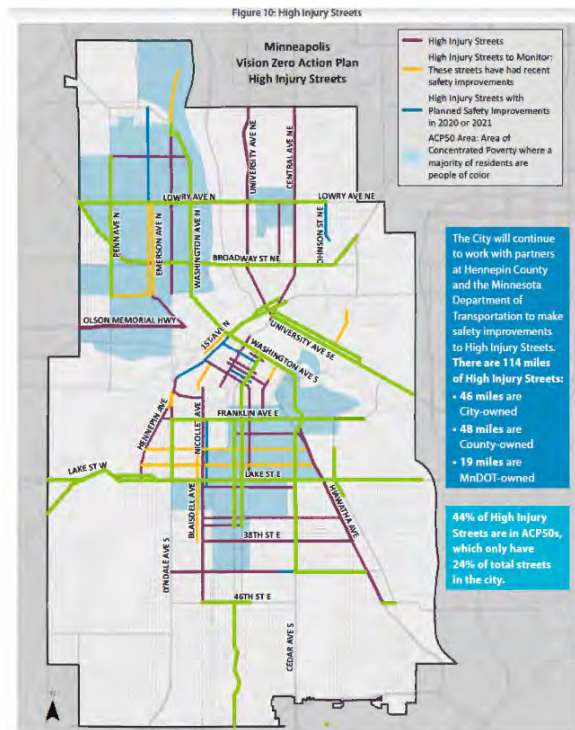 Figure 10: High Injury Streets
Minneapolis
Vision Zero Action Plan
High Injury Streets
High Injury Streets
High Injury Streets to Monitor:
These streets have had recent
safety improvements
High Injury Streets with
Planned Safety Improvements
in 2020 or 2021
ACP50 Area: Area of
Concentrated Poverty where a
majority of residents are
people of color
UNIVERSITY AVE NE
CENTRAL AVE NE
LOWRY AVE N
LOWRY AVE NE
PENN AVE N
EMERSON AVE N
WASHINGTON AVE N
JOHNSON ST NE
BROADWAY ST NE
OLSON MEMORIAL HWY
1ST AVE N
UNIVERSITY AVE SE
WASHINGTON AVE S
HENNEPIN AVE
NICOLLET AVE
FRANKLIN AVE E
LAKE ST W
LAKE ST E
BLAISDELL AVE
HIAWATHA AVE
38TH ST E
LYNDALE AVE S
46TH ST E
CEDAR AVE S
N
The City will continue
to work with partners
at Hennepin County
and the Minnesota
Department of
Transportation to make
safety improvements
to High Injury Streets.
There are 114 miles
of High Injury Streets:
• 46 miles are
City-owned
• 48 miles are
County-owned
• 19 miles are
MnDOT-owned
44% of High Injury
Streets are in ACP50s,
which only have
24% of total streets
in the city.